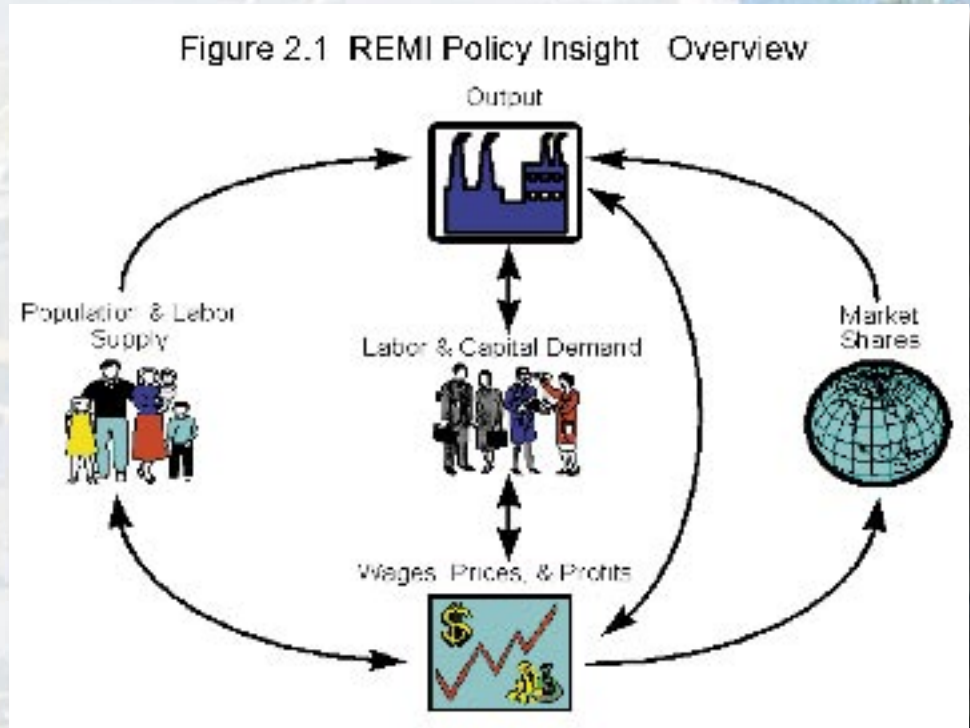 Figure 2.1 REMI Policy Insight Overview
Output
Population & Labor
Supply
Labor & Capital Demand
Market
Shares
Wages, Prices, & Profits
$